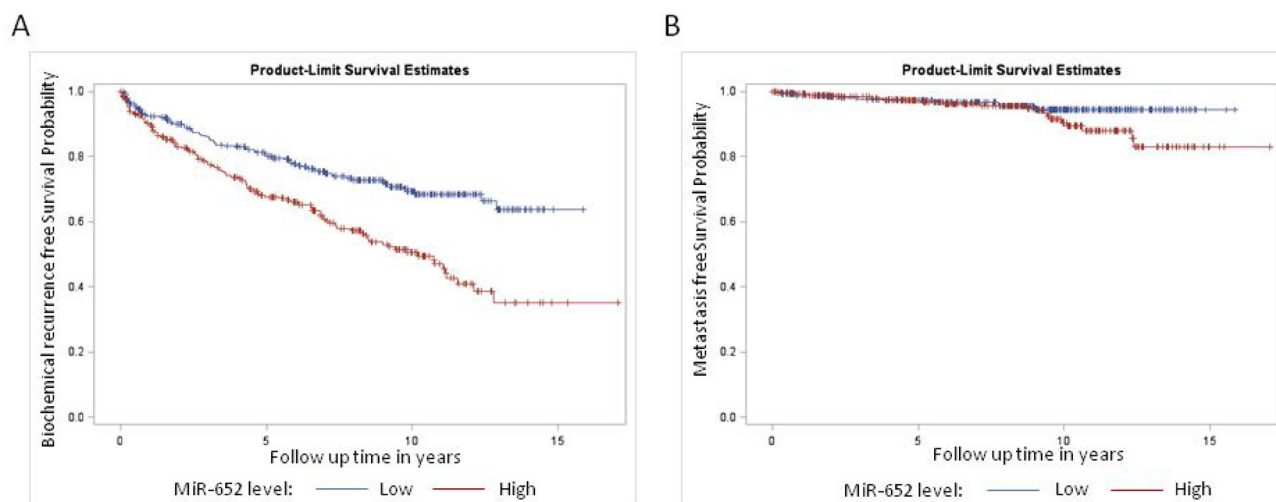 A
Product-Limit Survival Estimates
Biochemical recurrence free Survival Probability
1.0
0.8
0.6
0.4
0.2
0.0
0 5 10 15
Follow up time in years
MiR-652 level: Low High
B
Product-Limit Survival Estimates
Metastasis free Survival Probability
1.0
0.8
0.6
0.4
0.2
0.0
0 5 10 15
Follow up time in years
MiR-652 level: Low High